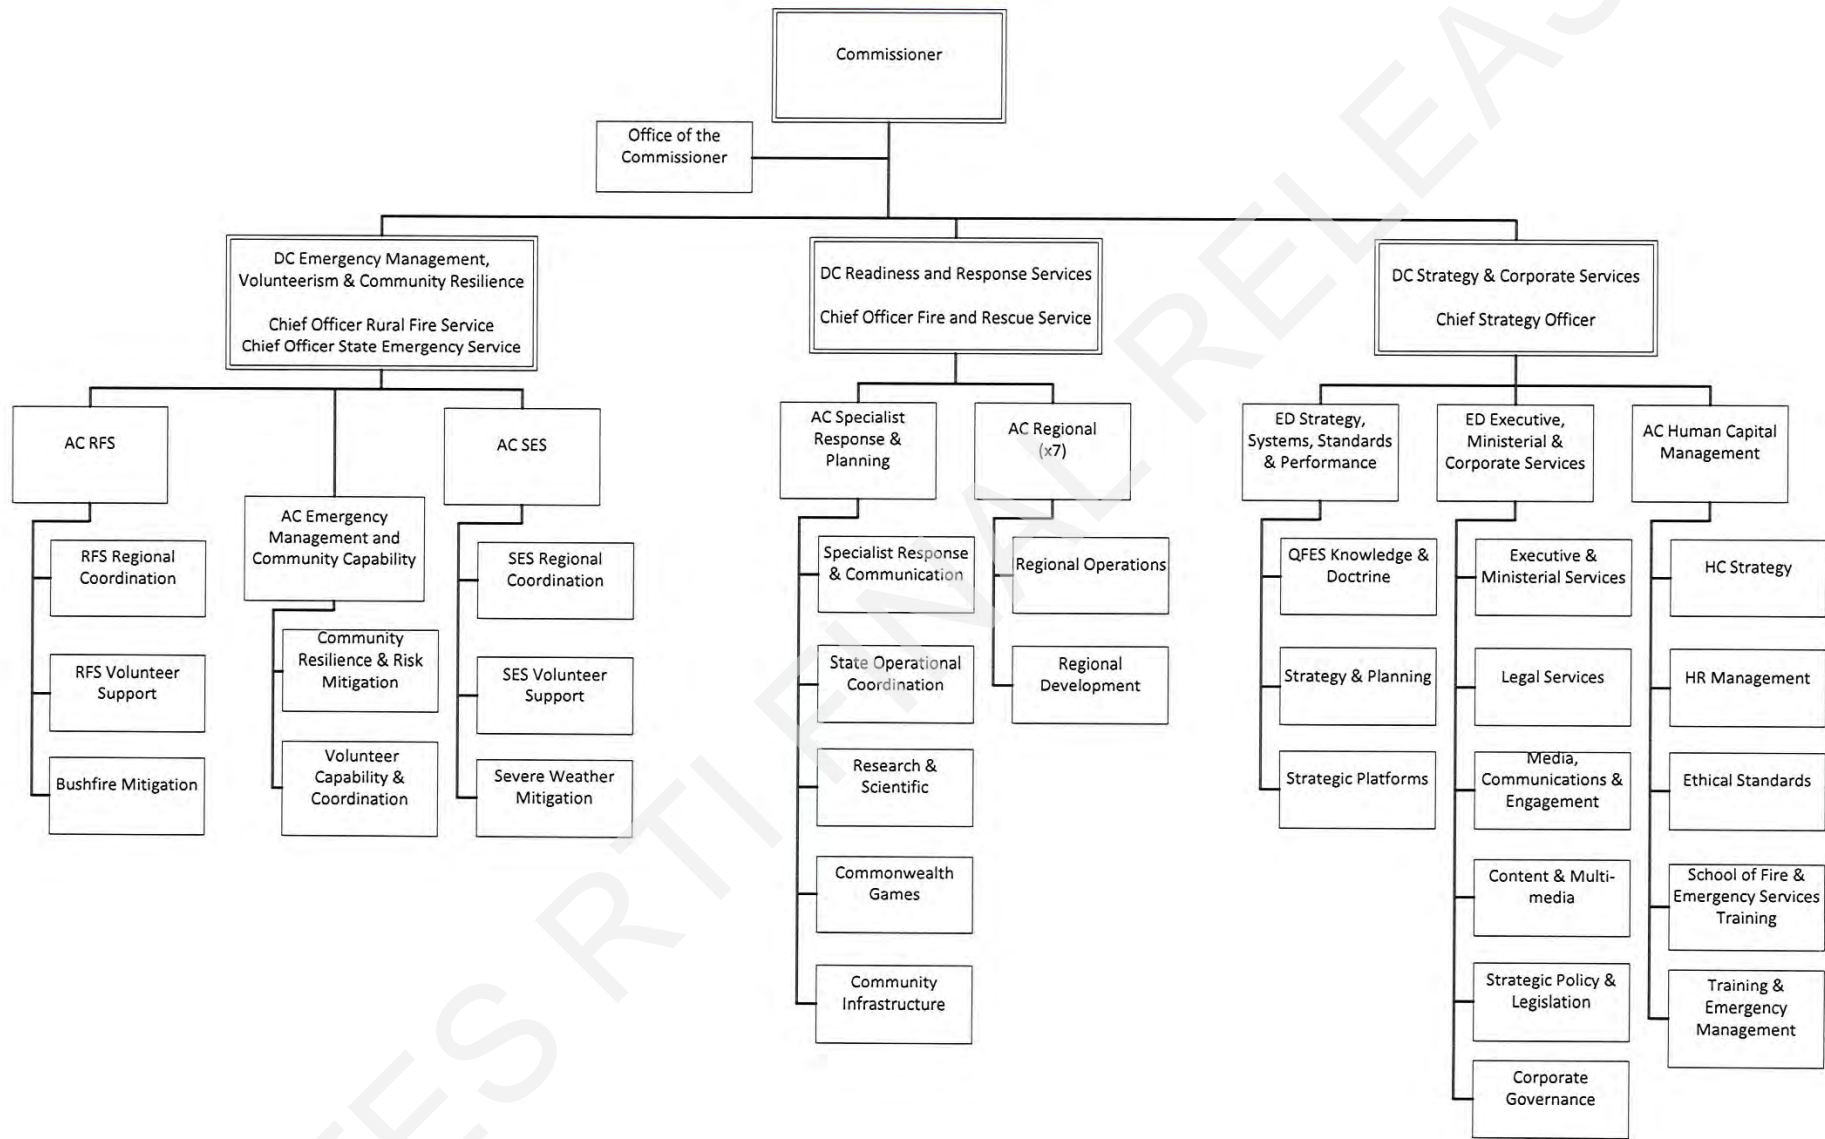 Commissioner
Office of the
Commissioner
DC Emergency Management,
Volunteerism & Community Resilience
Chief Officer Rural Fire Service
Chief Officer State Emergency Service
DC Readiness and Response Services
Chief Officer Fire and Rescue Service
DC Strategy & Corporate Services
Chief Strategy Officer
AC RFS
AC Emergency
Management and
Community Capability
AC SES
AC Specialist
Response &
Planning
AC Regional
(x7)
ED Strategy,
Systems, Standards
& Performance
ED Executive,
Ministerial &
Corporate Services
AC Human Capital
Management
RFS Regional
Coordination
RFS Volunteer
Support
Bushfire Mitigation
Community
Resilience & Risk
Mitigation
Volunteer
Capability &
Coordination
SES Regional
Coordination
SES Volunteer
Support
Severe Weather
Mitigation
Specialist Response
& Communication
State Operational
Coordination
Research &
Scientific
Commonwealth
Games
Community
Infrastructure
Regional Operations
Regional
Development
QFES Knowledge &
Doctrine
Strategy & Planning
Strategic Platforms
Executive &
Ministerial Services
Legal Services
Media,
Communications &
Engagement
Content & Multi-
media
Strategic Policy &
Legislation
Corporate
Governance
HC Strategy
HR Management
Ethical Standards
School of Fire &
Emergency Services
Training
Training &
Emergency
Management
RTI FINAL